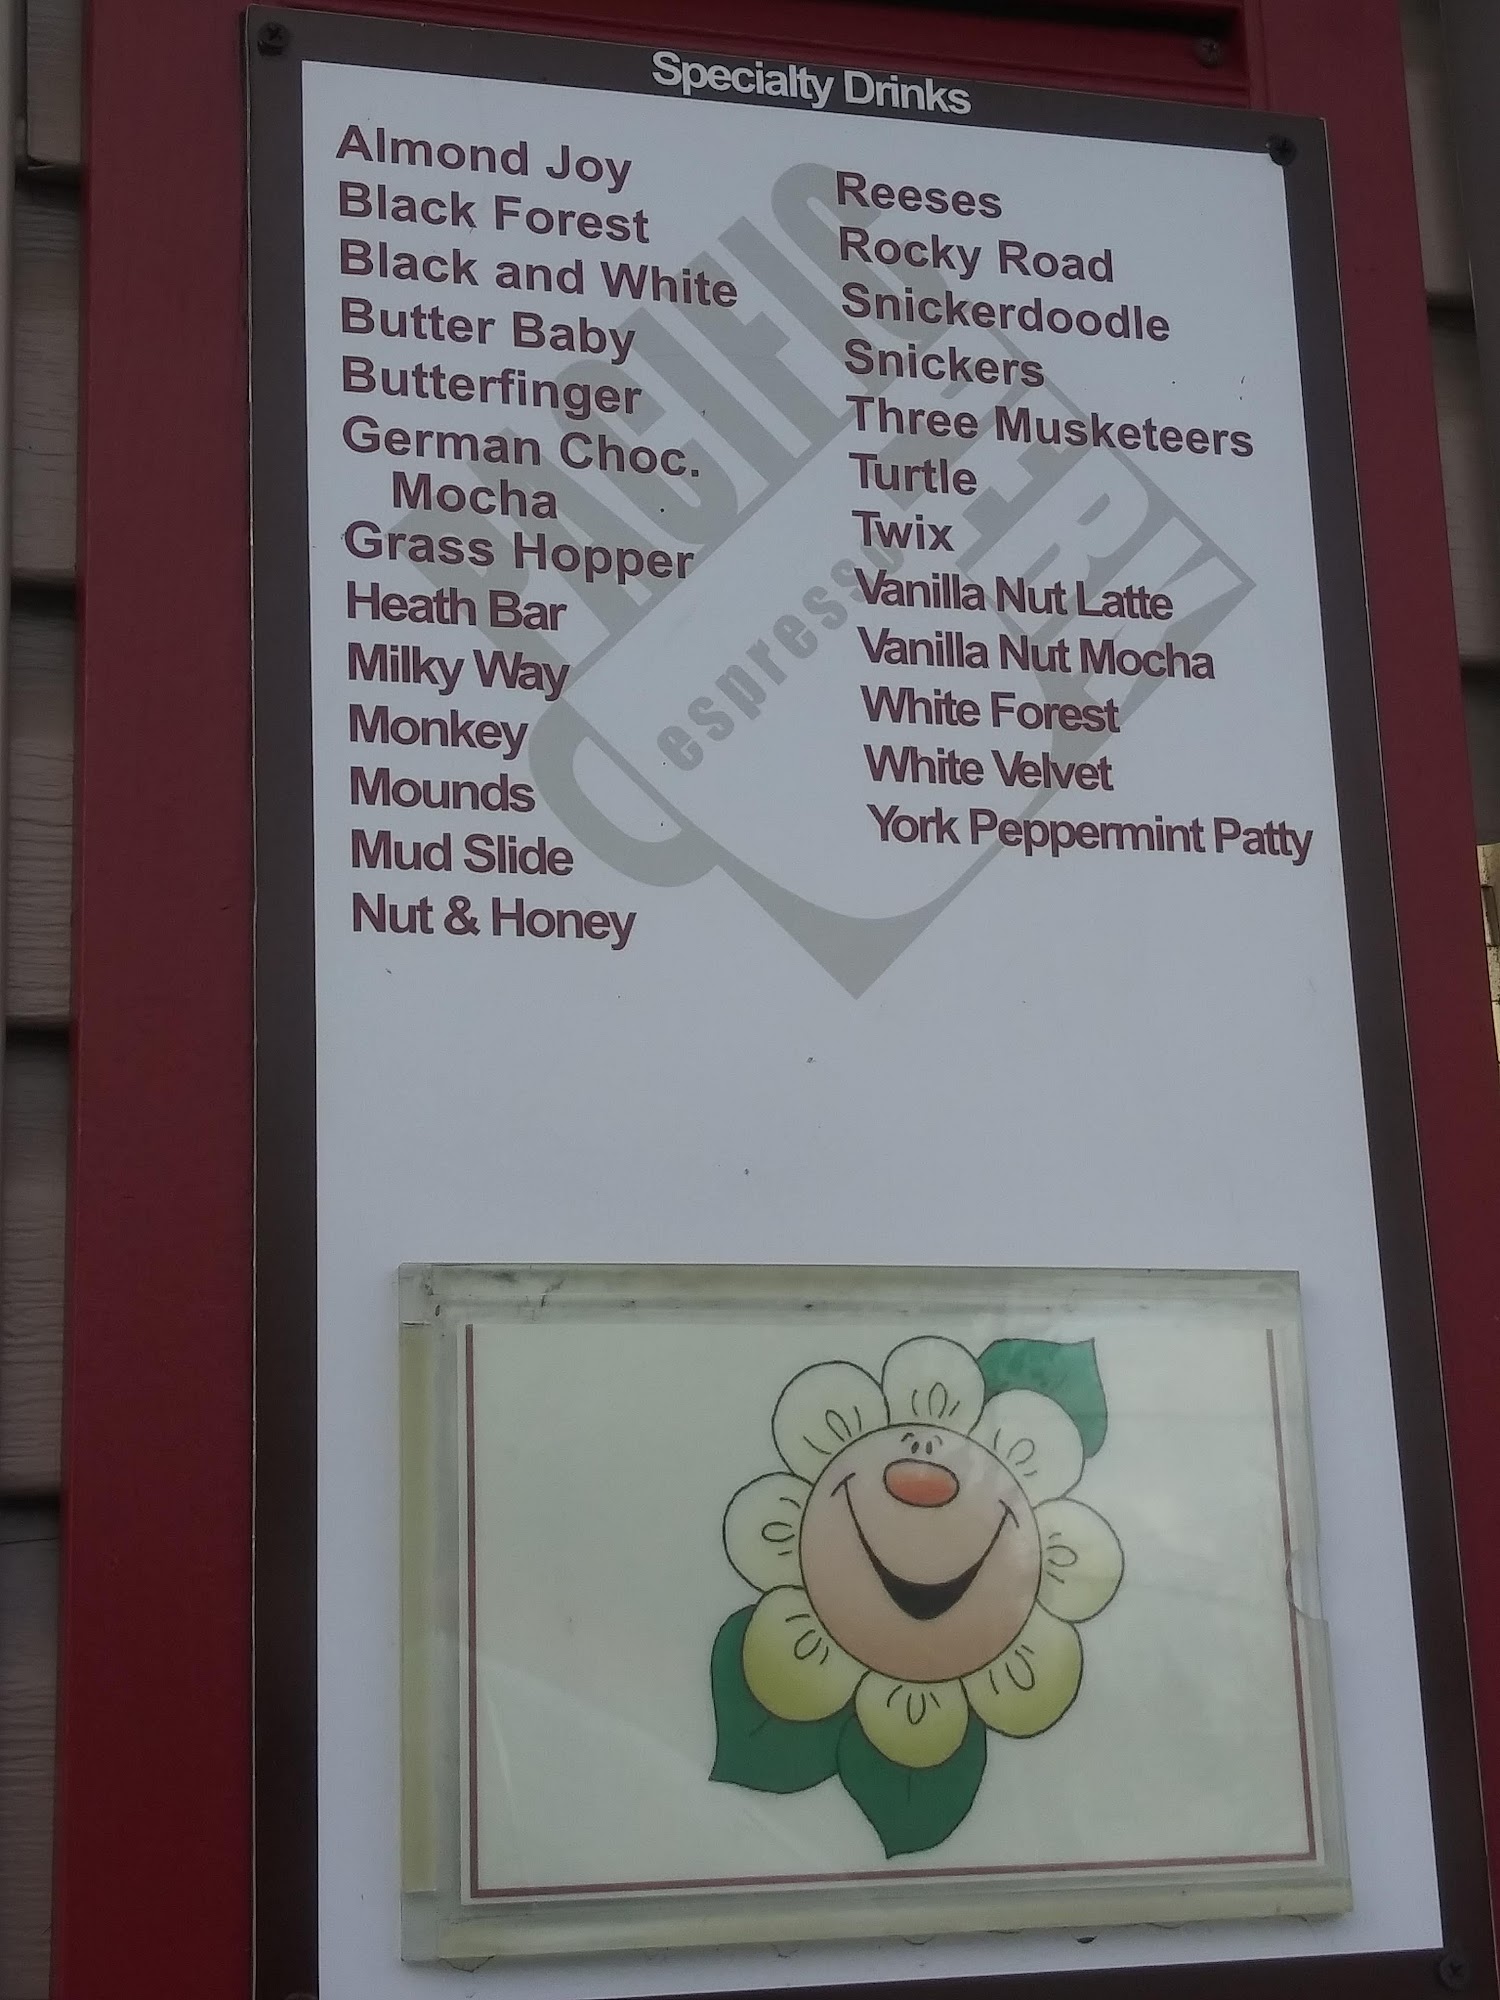 Specialty Drinks
Almond Joy
Black Forest
Black and White
Butter Baby
Butterfinger
German Choc.
Mocha
Grass Hopper
Heath Bar
Milky Way
Monkey
Mounds
Mud Slide
Nut & Honey
Reeses
Rocky Road
Snickerdoodle
Snickers
Three Musketeers
Turtle
Twix
Vanilla Nut Latte
Vanilla Nut Mocha
White Forest
White Velvet
York Peppermint Patty
PACIFIC
espresso